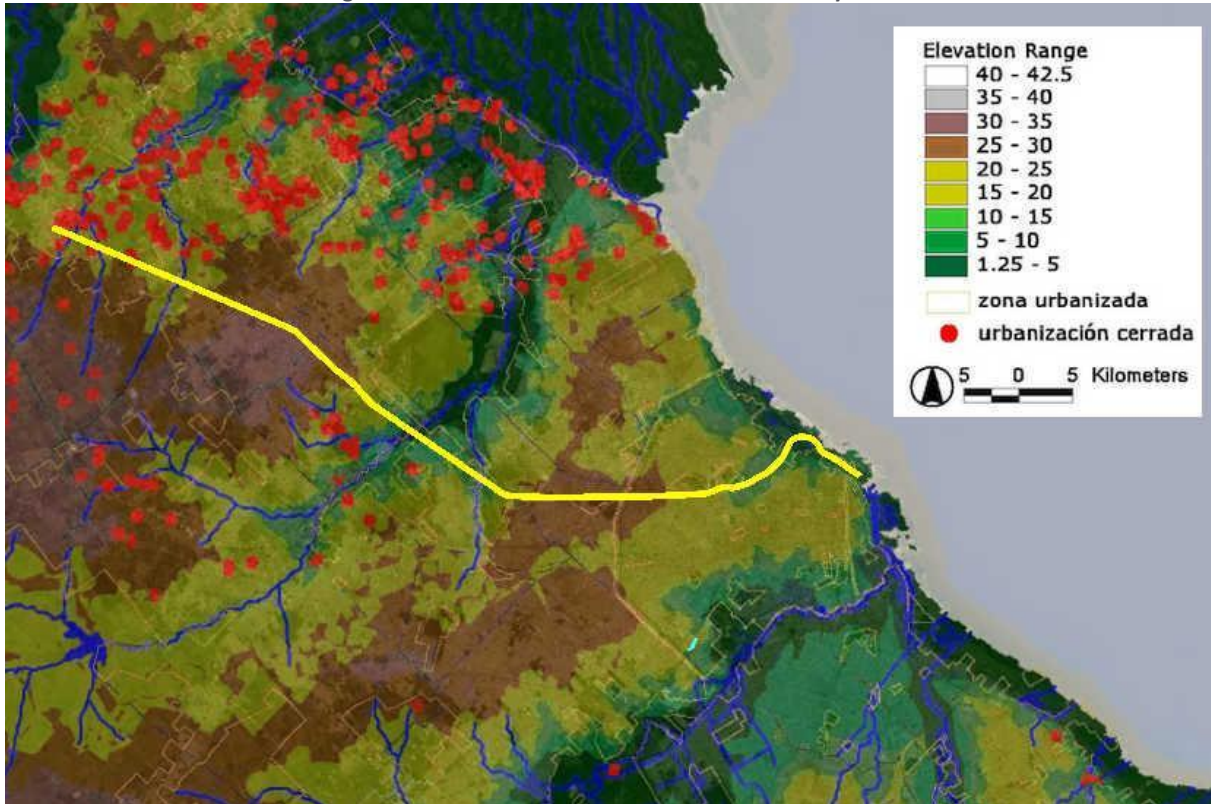 Elevation Range
40 - 42.5
35 - 40
30 - 35
25 - 30
20 - 25
15 - 20
10 - 15
5 - 10
1.25 - 5
zona urbanizada
urbanización cerrada
5 0 5 Kilometers